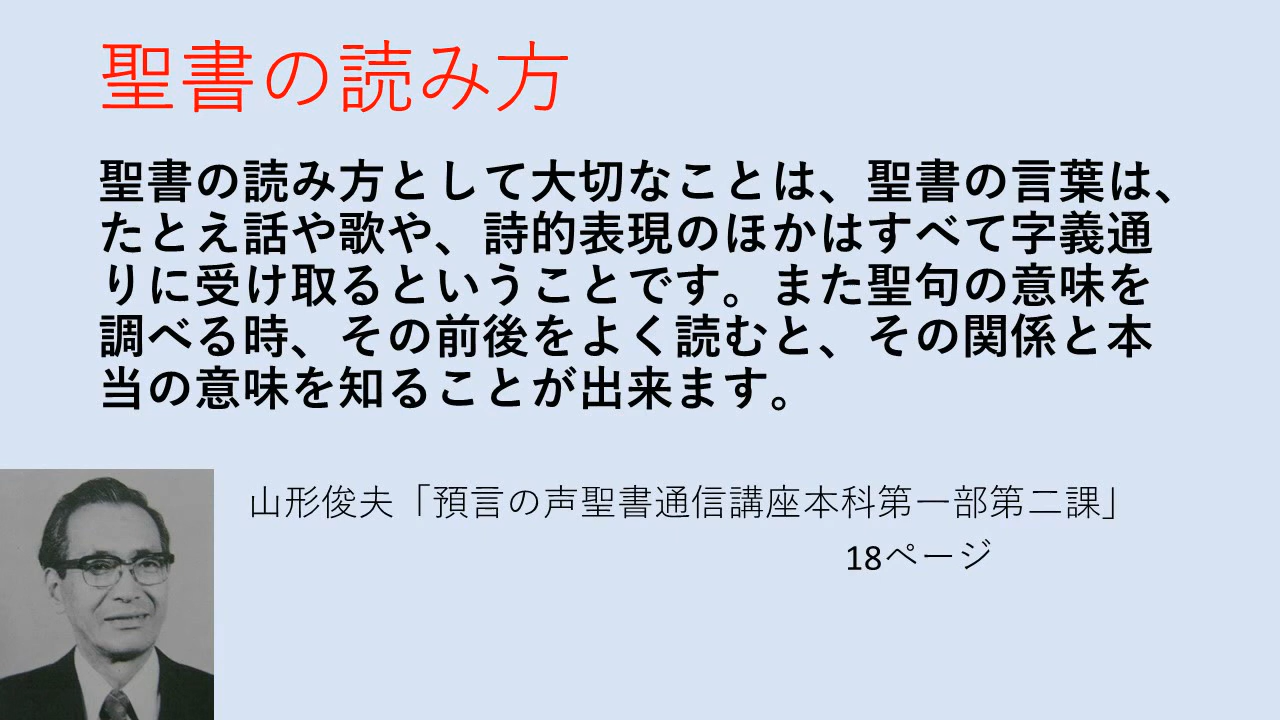 聖書の読み方
聖書の読み方として大切なことは、聖書の言葉は、
たとえ話や歌や、詩的表現のほかはすべて字義通
りに受け取るということです。また聖句の意味を
調べる時、その前後をよく読むと、その関係と本
当の意味を知ることが出来ます。
山形俊夫「預言の声聖書通信講座本科第一部第二課」
18ページ